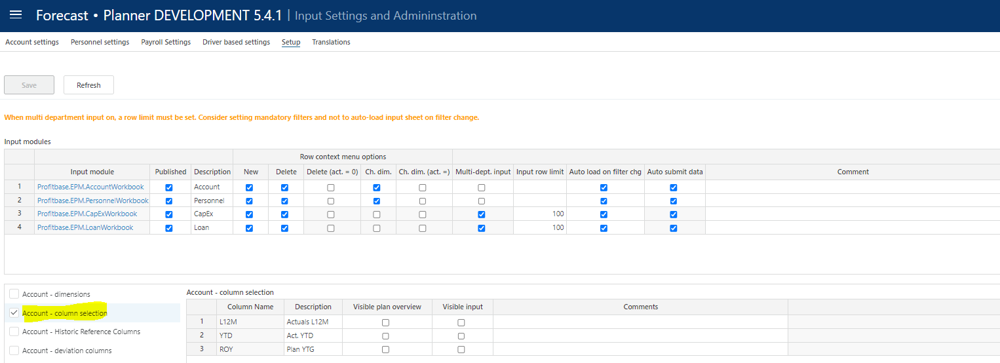 Forecast • Planner DEVELOPMENT 5.4.1 | Input Settings and Admininstration
Account settings Personnel settings Payroll Settings Driver based settings Setup Translations
Save Refresh
When multi department input on, a row limit must be set. Consider setting mandatory filters and not to auto-load input sheet on filter change.
Input modules
Row context menu options
Input module Published Description New Delete Delete (act. = 0) Ch. dim. Ch. dim. (act. =) Multi-dept. input Input row limit Auto load on filter chg Auto submit data Comment
1 Profitbase.EPM.AccountWorkbook Account
2 Profitbase.EPM.PersonnelWorkbook Personnel
3 Profitbase.EPM.CapExWorkbook CapEx 100
4 Profitbase.EPM.LoanWorkbook Loan 100
Account - dimensions
Account - column selection
Account - Historic Reference Columns
Account - deviation columns
Account - column selection
Column Name Description Visible plan overview Visible input Comments
1 L12M Actuals L12M
2 YTD Act. YTD
3 ROY Plan YTG